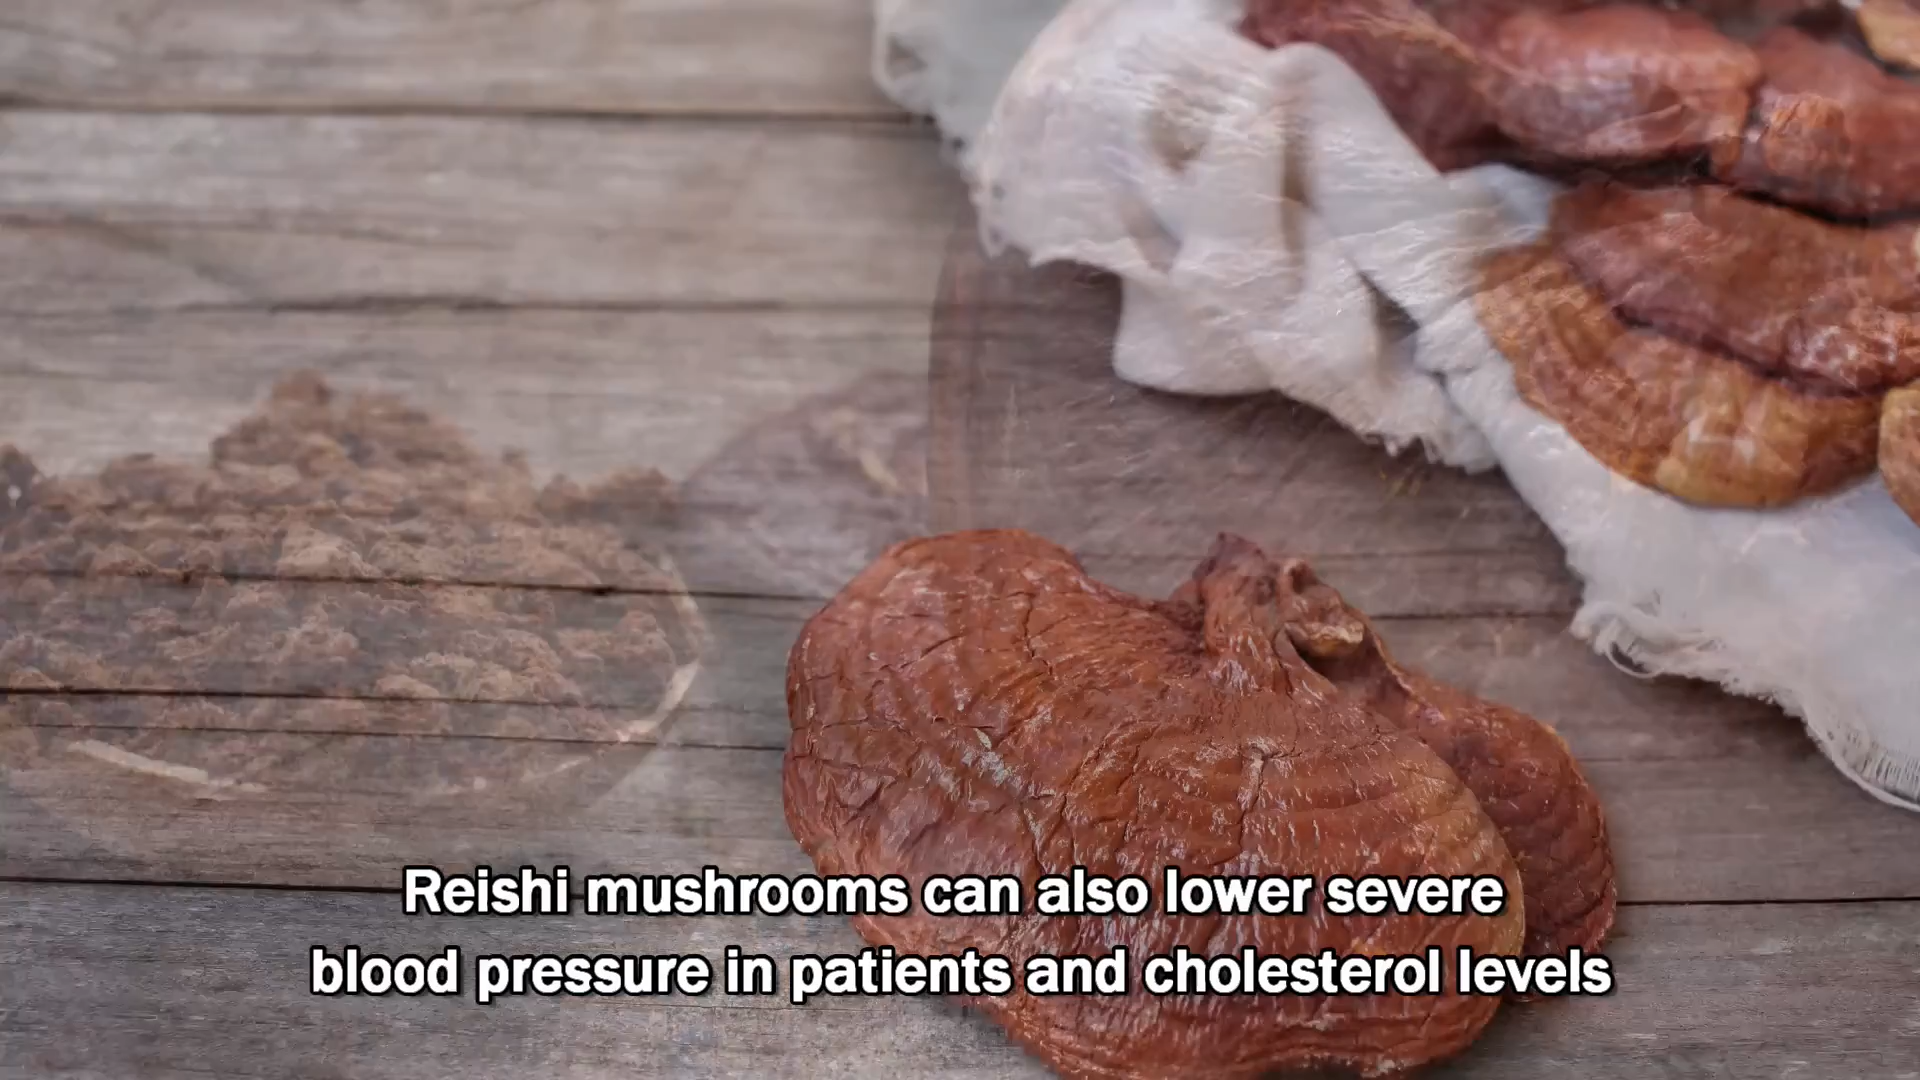 Reishi mushrooms can also lower severe
blood pressure in patients and cholesterol levels